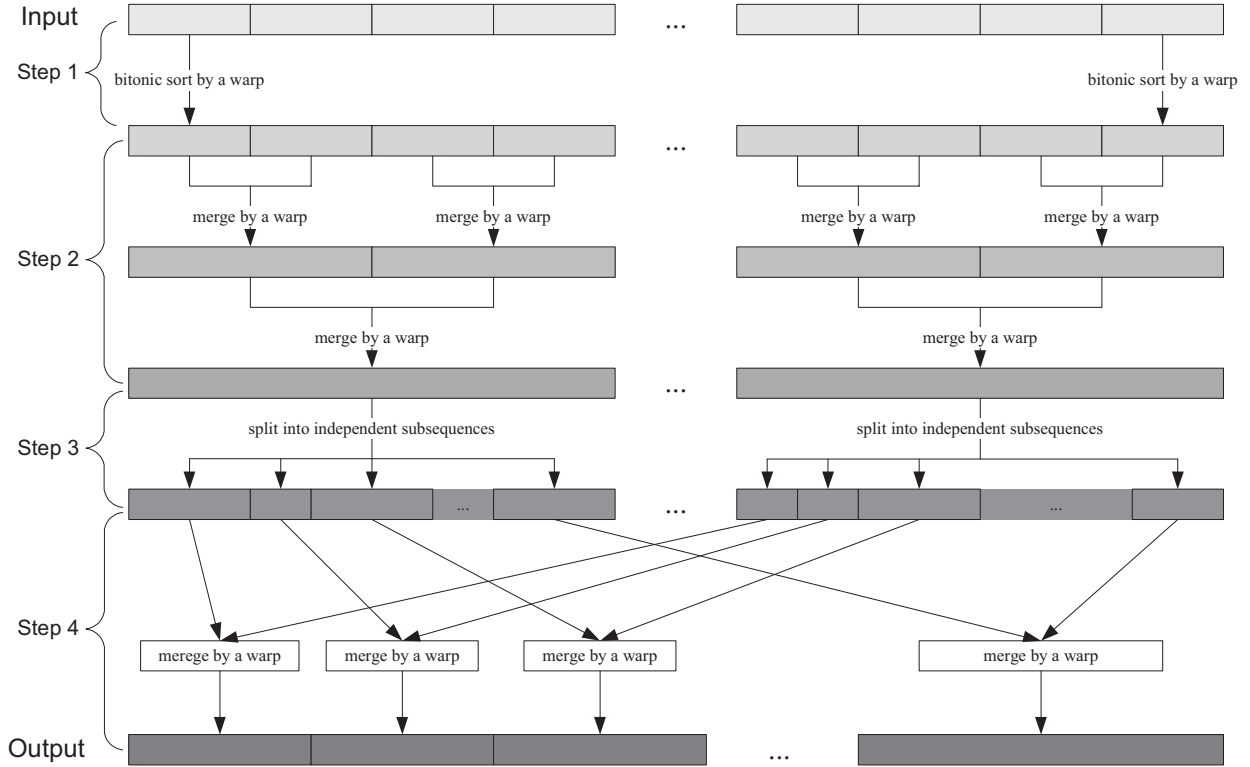 Input
...
Step 1
bitonic sort by a warp
bitonic sort by a warp
...
merge by a warp
merge by a warp
merge by a warp
merge by a warp
Step 2
merge by a warp
merge by a warp
...
split into independent subsequences
split into independent subsequences
Step 3
...
...
...
Step 4
merege by a warp
merge by a warp
merge by a warp
merge by a warp
Output
...